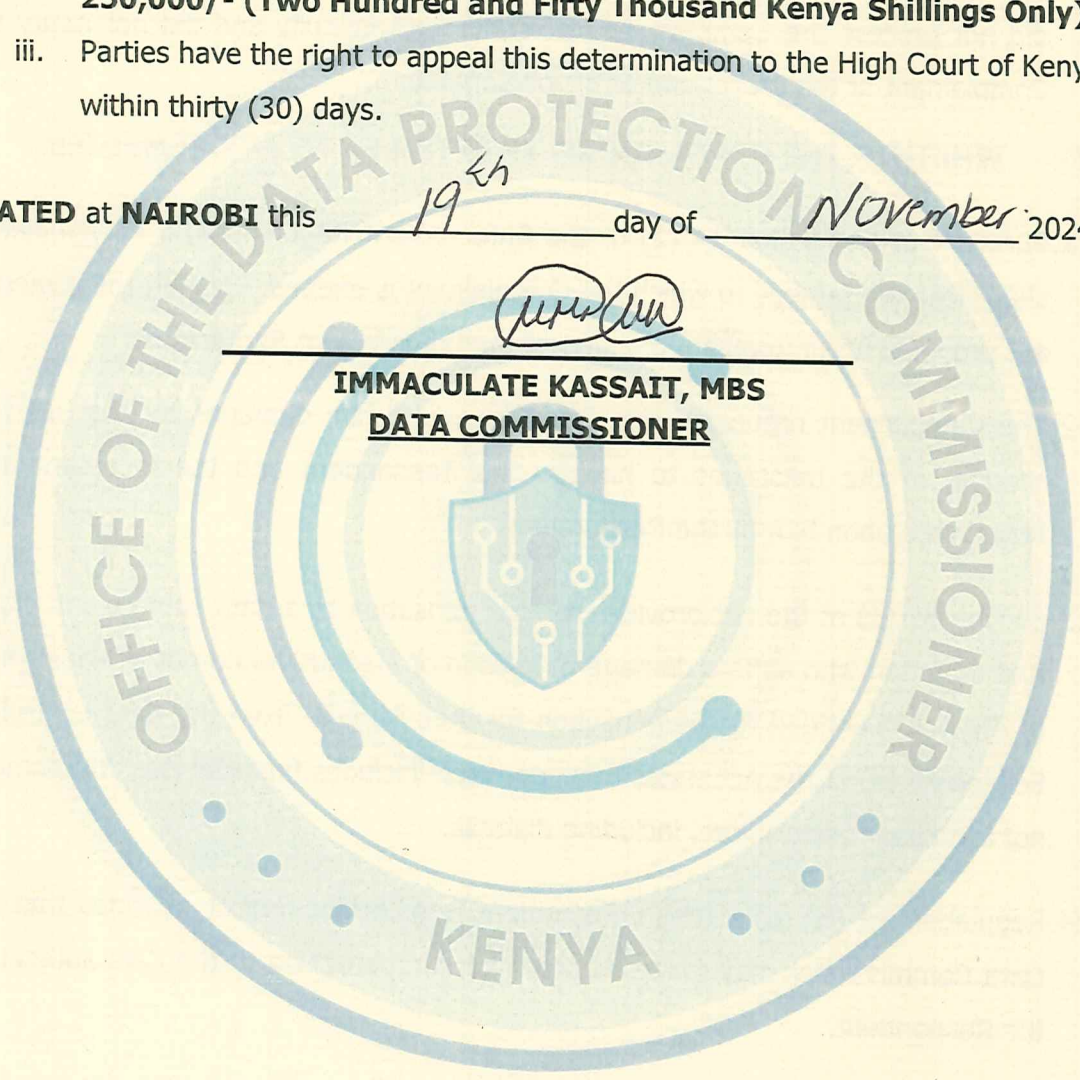 250,000/- (Two Hundred and Fifty Thousand Kenya Shillings Only)
iii. Parties have the right to appeal this determination to the High Court of Keny
within thirty (30) days.
ATED at NAIROBI this 19th day of November 202
IMMACULATE KASSAIT, MBS
DATA COMMISSIONER
OFFICE OF THE DATA PROTECTION COMMISSIONER
KENYA